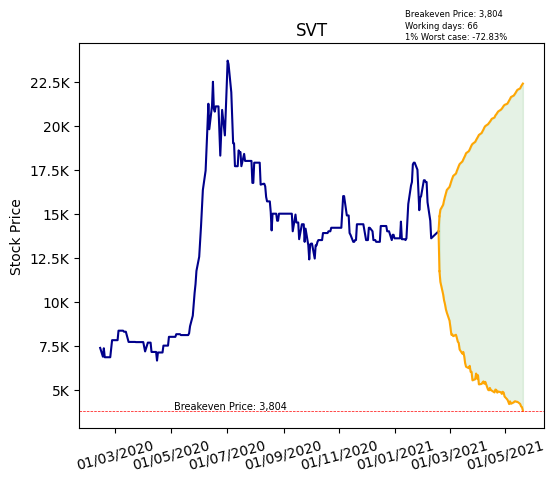 Breakeven Price: 3,804
Working days: 66
1% Worst case: -72.83%
SVT
Stock Price
22.5K
20K
17.5K
15K
12.5K
10K
7.5K
5K
Breakeven Price: 3,804
01/03/2020 01/05/2020 01/07/2020 01/09/2020 01/11/2020 01/01/2021 01/03/2021 01/05/2021